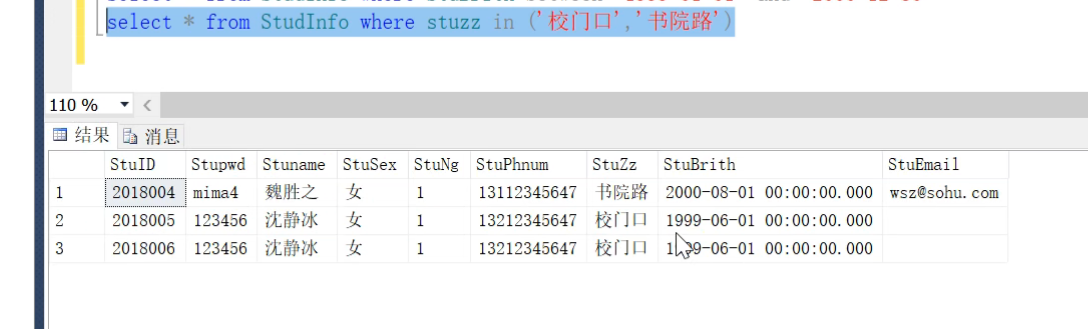 select * from StudInfo where stuzz in ('校门口','书院路')
110 %
结果 消息
StuID Stupwd Stuname StuSex StuNg StuPhnum StuZz StuBrith StuEmail
1 2018004 mima4 魏胜之 女 1 13112345647 书院路 2000-08-01 00:00:00.000 wsz@sohu.com
2 2018005 123456 沈静冰 女 1 13212345647 校门口 1999-06-01 00:00:00.000
3 2018006 123456 沈静冰 女 1 13212345647 校门口 1999-06-01 00:00:00.000